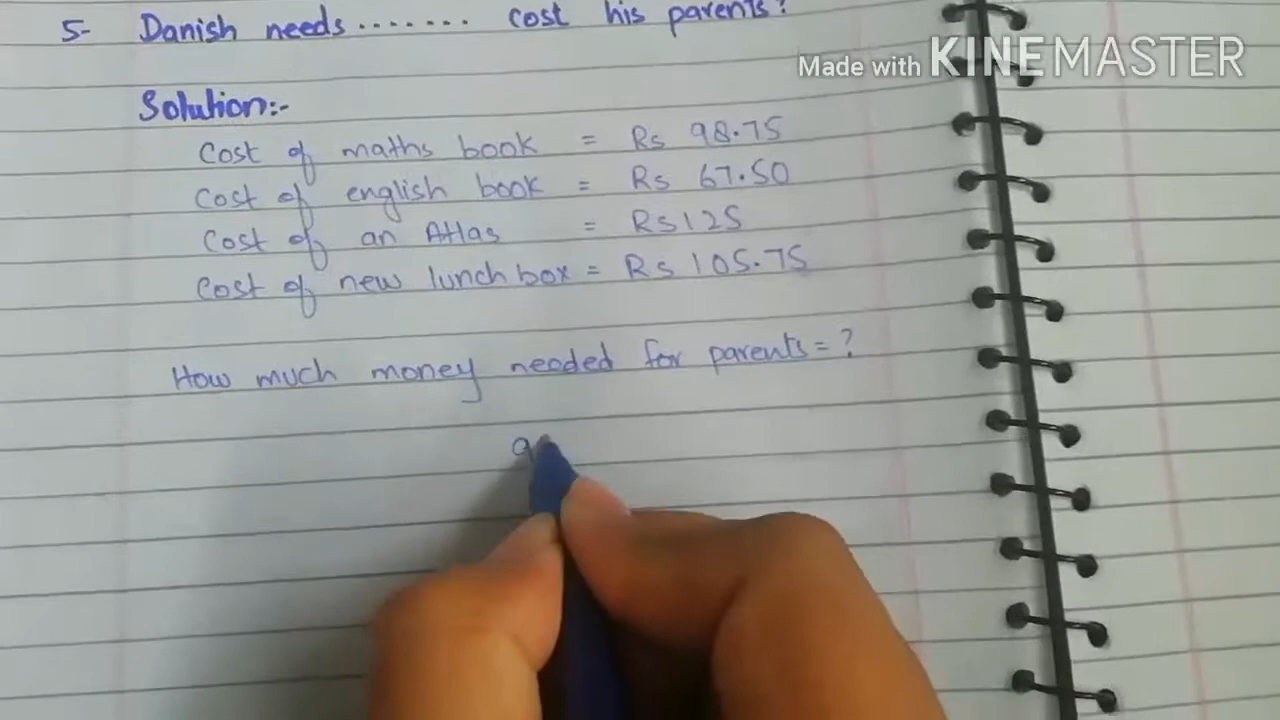 5- Danish needs....... cost his parents?
Made with KINEMASTER
Solution:-
Cost of maths book = Rs 98.75
Cost of english book = Rs 67.50
Cost of an Atlas = Rs 125
Cost of new lunch box = Rs 105.75
How much money needed for parents = ?
9